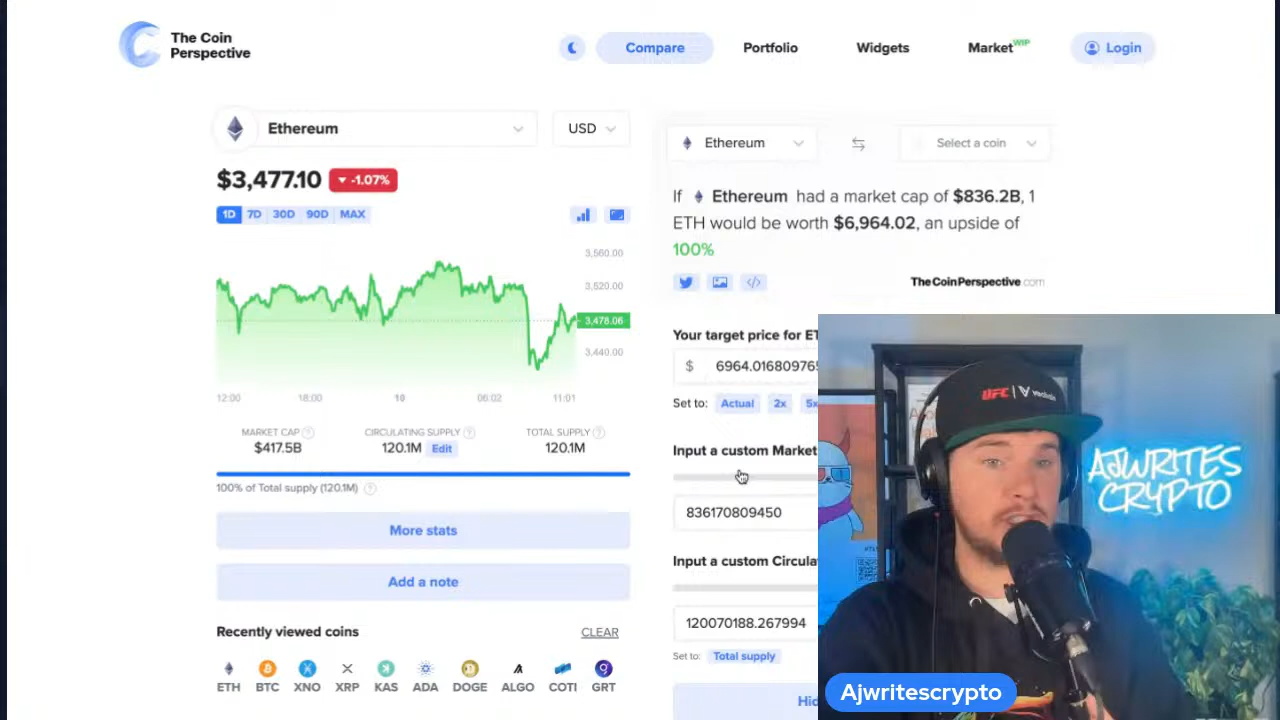 The Coin
Perspective
Compare
Portfolio
Widgets
Market WIP
Login
Ethereum
USD
$3,477.10
-1.07%
1D 7D 30D 90D MAX
3,560.00
3,520.00
3,478.06
3,440.00
12:00 18:00 10 06:02 11:01
MARKET CAP ?
$417.5B
CIRCULATING SUPPLY ?
120.1M Edit
TOTAL SUPPLY ?
120.1M
100% of Total supply (120.1M) ?
More stats
Add a note
Recently viewed coins
CLEAR
ETH BTC XNO XRP KAS ADA DOGE ALGO COTI GRT
Ethereum
Select a coin
If Ethereum had a market cap of $836.2B, 1
ETH would be worth $6,964.02, an upside of
100%
TheCoinPerspective.com
Your target price for ET
$ 6964.016809765
Set to: Actual 2x 5x
Input a custom Market
836170809450
Input a custom Circula
120070188.267994
Set to: Total supply
Hid
UFC
AJWRITES
CRYPTO
Ajwritescrypto